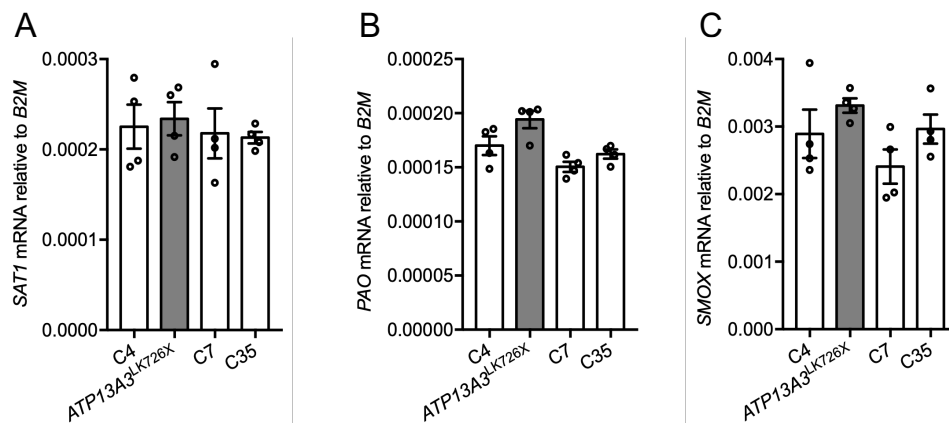 A
SAT1 mRNA relative to B2M
0.0003
0.0002
0.0001
0.0000
C4
ATP13A3LK726X
C7
C35
B
PAO mRNA relative to B2M
0.00025
0.00020
0.00015
0.00010
0.00005
0.00000
C4
ATP13A3LK726X
C7
C35
C
SMOX mRNA relative to B2M
0.004
0.003
0.002
0.001
0.000
C4
ATP13A3LK726X
C7
C35